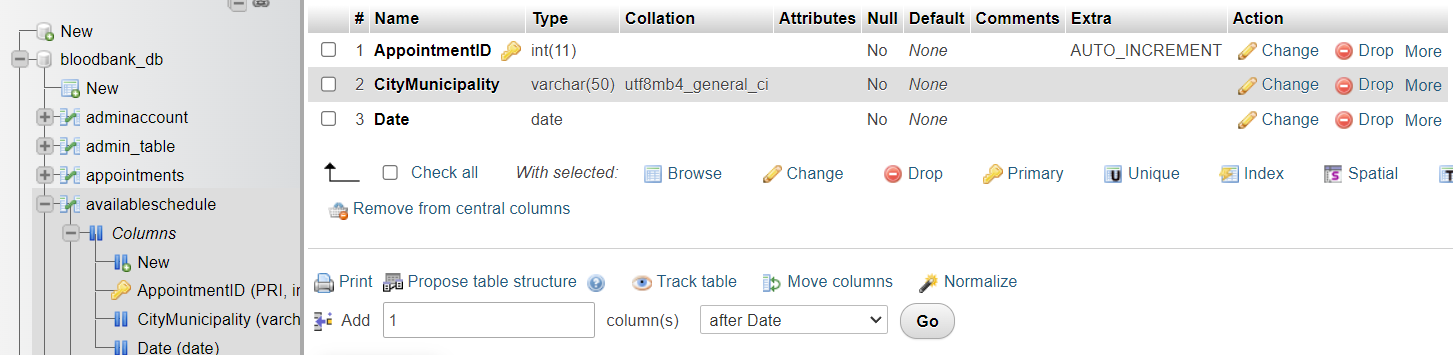 New
bloodbank_db
New
adminaccount
admin_table
appointments
availableschedule
Columns
New
AppointmentID (PRI, in
CityMunicipality (varch
Date (date)
# Name Type Collation Attributes Null Default Comments Extra Action
1 AppointmentID int(11) No None AUTO_INCREMENT Change Drop More
2 CityMunicipality varchar(50) utf8mb4_general_ci No None Change Drop More
3 Date date No None Change Drop More
Check all With selected: Browse Change Drop Primary Unique Index Spatial
Remove from central columns
Print Propose table structure Track table Move columns Normalize
Add 1 column(s) after Date Go